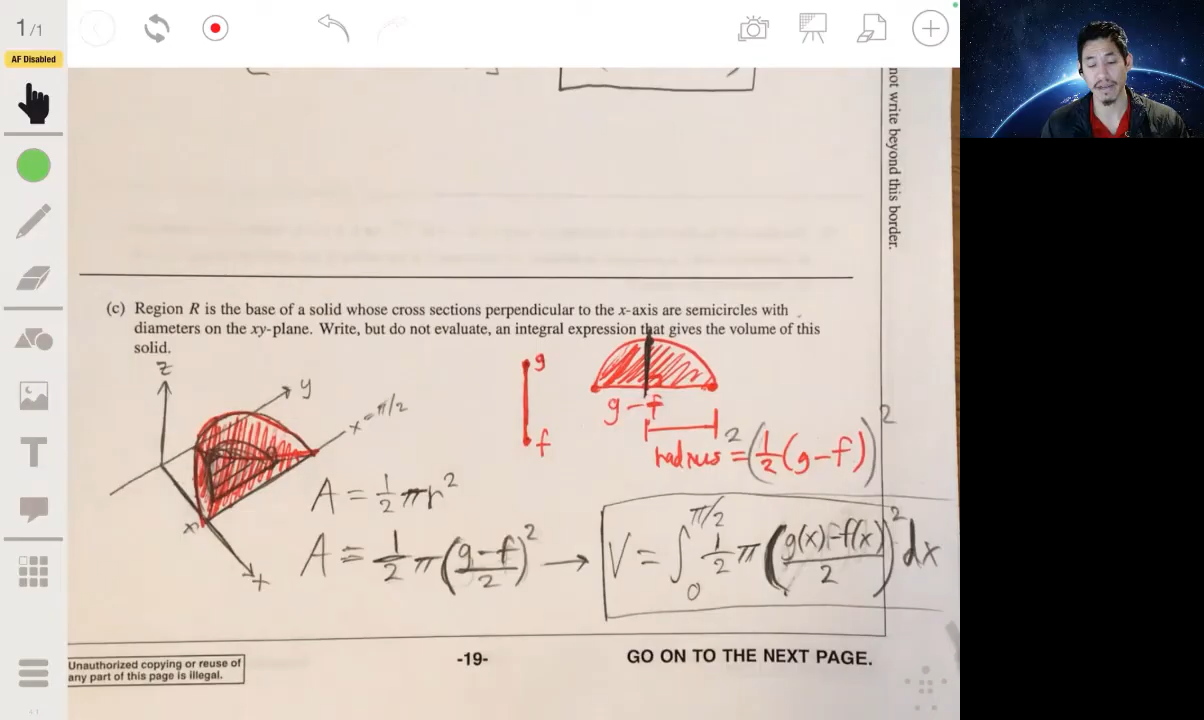 1/1
AF Disabled
not write beyond this border.
(c) Region R is the base of a solid whose cross sections perpendicular to the x-axis are semicircles with
diameters on the xy-plane. Write, but do not evaluate, an integral expression that gives the volume of this
solid.
z
y
x = π/2
x
g
f
g-f
radius² = (½(g-f))²
A = ½πr²
A = ½π((g-f)/2)² → V = ∫₀^π/2 ½π((g(x)-f(x))/2)² dx
Unauthorized copying or reuse of
any part of this page is illegal.
-19-
GO ON TO THE NEXT PAGE.